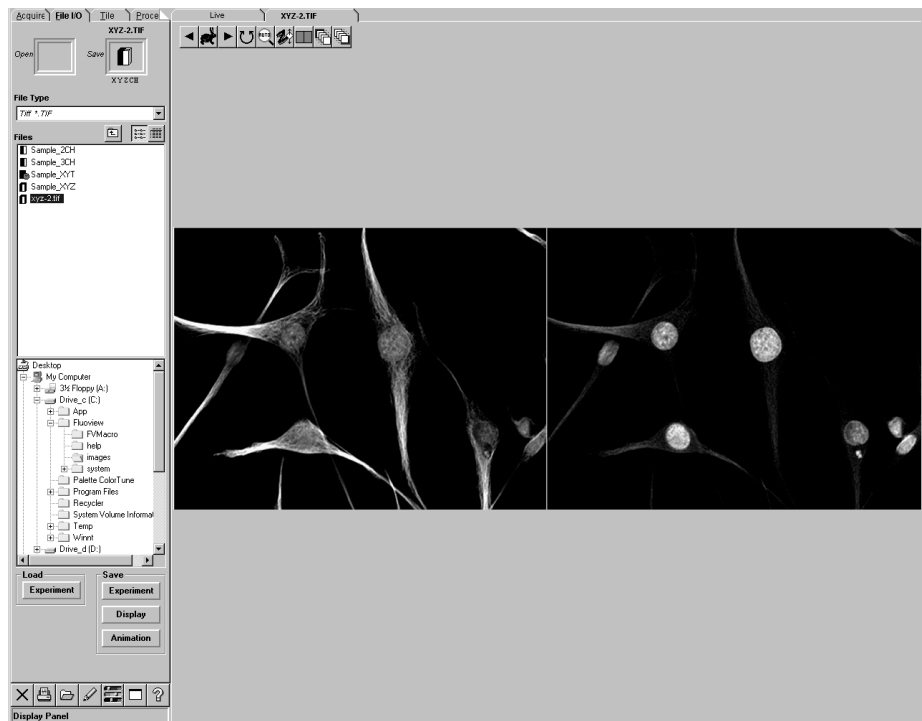 Acquire File I/O Tile Proce
Live XYZ-2.TIF
XYZ-2.TIF
Open Save
XYZCH
AUTO
File Type
Tiff *.TIF
Files
Sample_2CH
Sample_3CH
Sample_XYT
Sample_XYZ
xyz-2.tif
Desktop
My Computer
3½ Floppy (A:)
Drive_c (C:)
App
Fluoview
FVMacro
help
images
system
Palette ColorTune
Program Files
Recycler
System Volume Informat
Temp
Winnt
Drive_d (D:)
Load Save
Experiment Experiment
Display
Animation
Display Panel